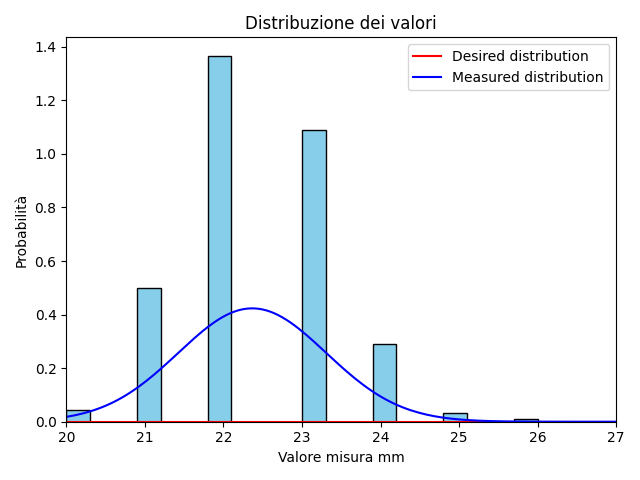 Distribuzione dei valori
Desired distribution
Measured distribution
Probabilità
1.4
1.2
1.0
0.8
0.6
0.4
0.2
0.0
20 21 22 23 24 25 26 27
Valore misura mm